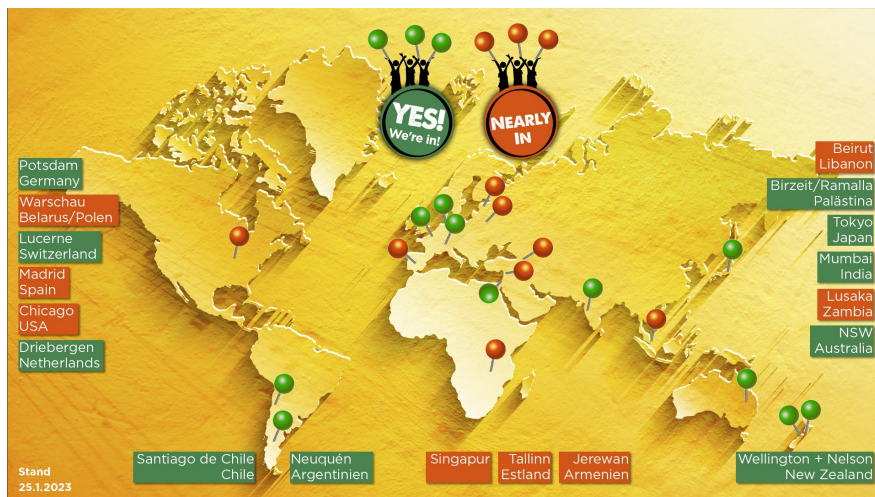 YES!
We're in!
NEARLY
IN
Potsdam
Germany
Warschau
Belarus/Polen
Lucerne
Switzerland
Madrid
Spain
Chicago
USA
Driebergen
Netherlands
Beirut
Libanon
Birzeit/Ramalla
Palästina
Tokyo
Japan
Mumbai
India
Lusaka
Zambia
NSW
Australia
Stand
25.1.2023
Santiago de Chile
Chile
Neuquén
Argentinien
Singapur
Tallinn
Estland
Jerewan
Armenien
Wellington + Nelson
New Zealand